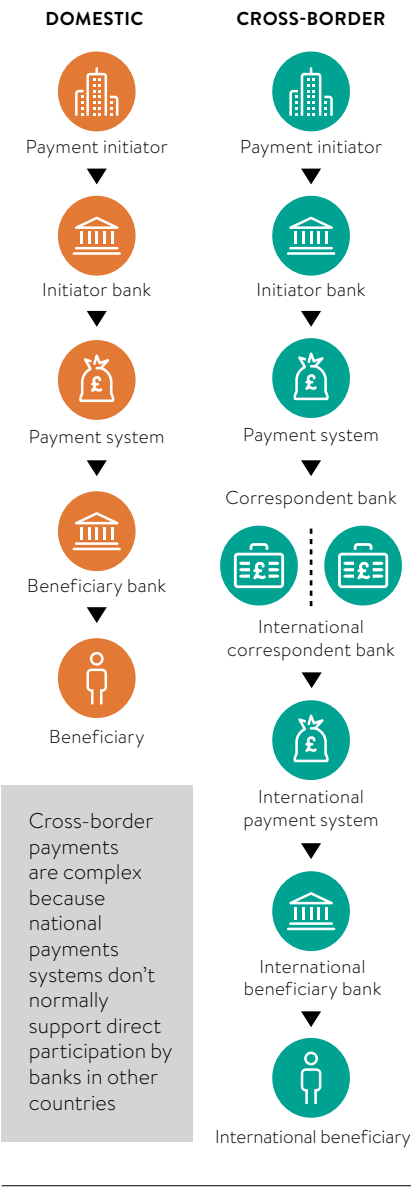 DOMESTIC
Payment initiator
Initiator bank
£
Payment system
Beneficiary bank
Beneficiary
Cross-border
payments
are complex
because
national
payments
systems don't
normally
support direct
participation by
banks in other
countries
CROSS-BORDER
Payment initiator
Initiator bank
£
Payment system
Correspondent bank
£ £
International
correspondent bank
£
International
payment system
International
beneficiary bank
International beneficiary